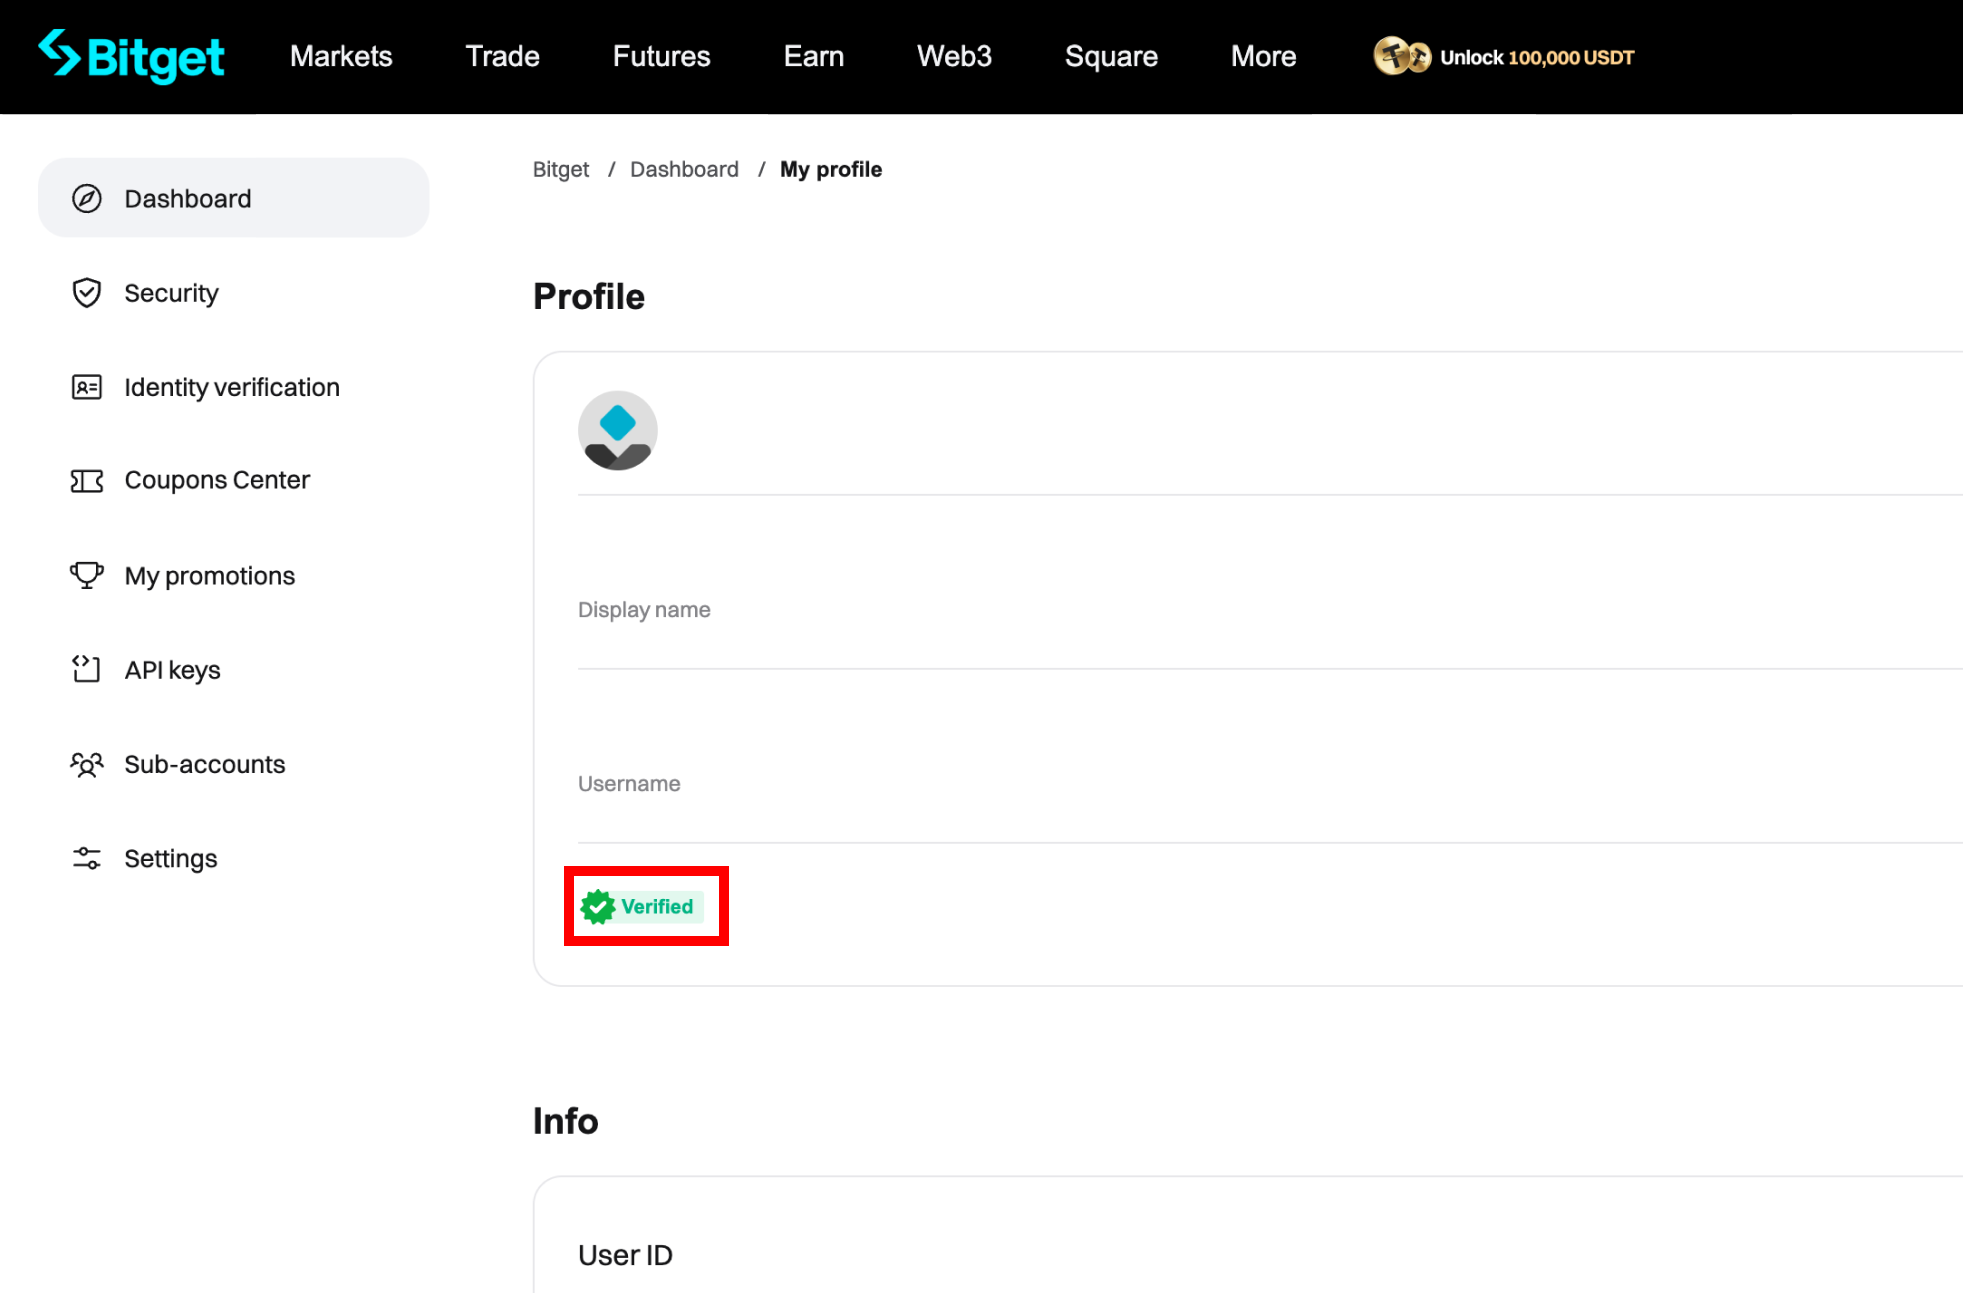 Bitget Markets Trade Futures Earn Web3 Square More Unlock 100,000 USDT
Bitget / Dashboard / My profile
Dashboard
Security
Identity verification
Coupons Center
My promotions
API keys
Sub-accounts
Settings
Profile
Display name
Username
Verified
Info
User ID